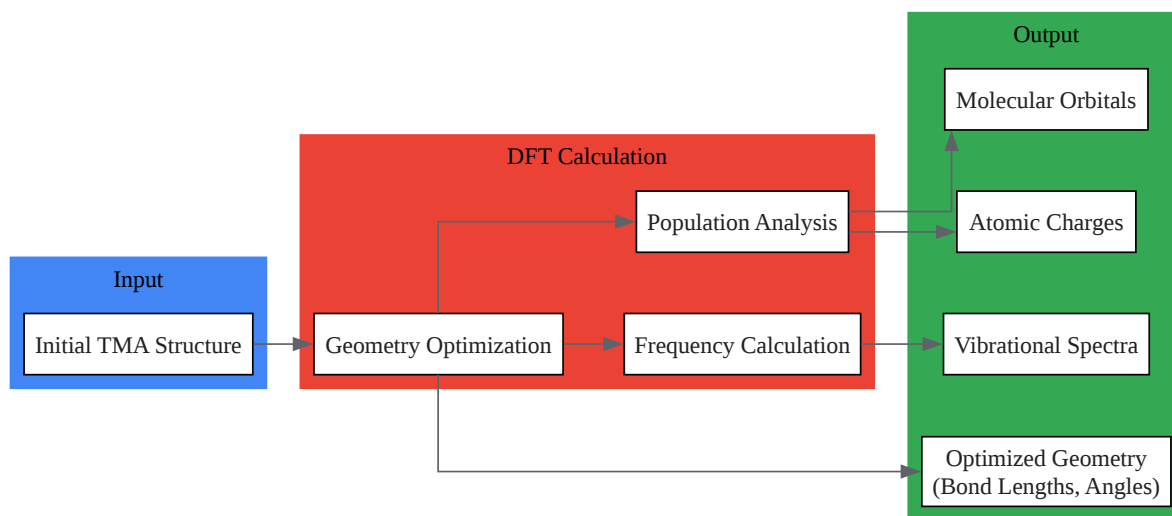 Input
Initial TMA Structure
DFT Calculation
Geometry Optimization
Population Analysis
Frequency Calculation
Output
Molecular Orbitals
Atomic Charges
Vibrational Spectra
Optimized Geometry
(Bond Lengths, Angles)